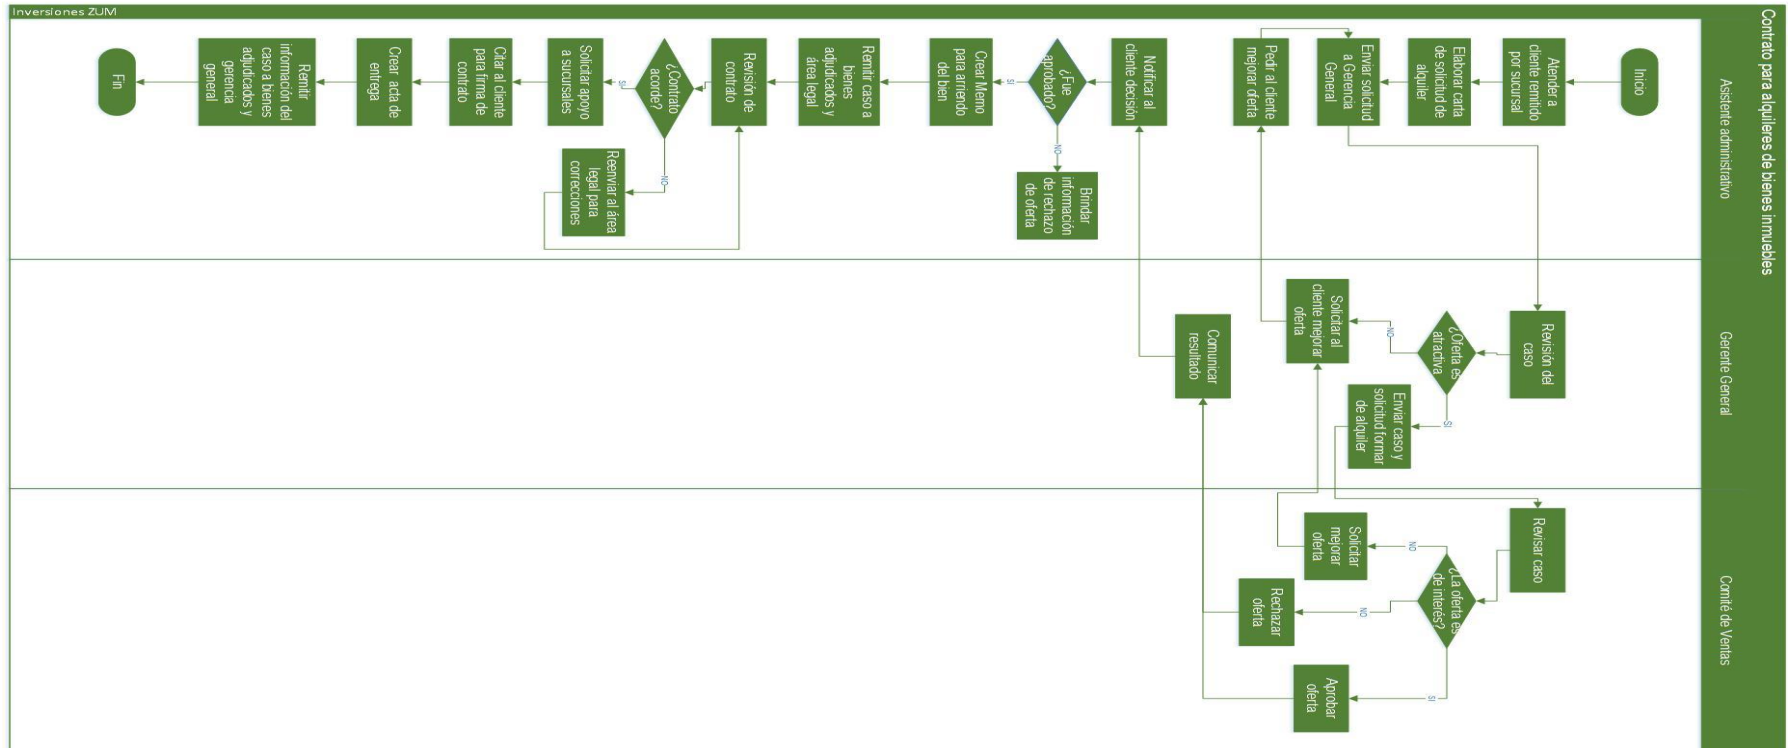 Inversiones ZUM
Contrato para alquileres de bienes inmuebles
Asistente administrativo
Gerente General
Comité de Ventas
Inicio
Atender a
cliente remitido
por sucursal
Elaborar carta
de solicitud de
alquiler
Enviar solicitud
a Gerencia
General
Pedir al cliente
mejorar oferta
Revisión del
caso
¿Oferta es
atractiva
NO
SI
Solicitar al
cliente mejorar
oferta
Enviar caso y
solicitud formar
de alquiler
Revisar caso
¿La oferta es
de interés?
NO
NO
SI
Solicitar
mejorar
oferta
Rechazar
oferta
Aprobar
oferta
Comunicar
resultado
Notificar al
cliente decisión
¿Fue
aprobado?
SI
NO
Brindar
información
de rechazo
de oferta
Crear Memo
para arriendo
del bien
Remitir caso a
bienes
adjudicados y
área legal
Revisión de
contrato
¿Contrato
acorde?
SI
NO
Reenviar al área
legal para
correcciones
Solicitar apoyo
a sucursales
Citar al cliente
para firma de
contrato
Crear acta de
entrega
Remitir
información del
caso a bienes
adjudicados y
gerencia
general
Fin